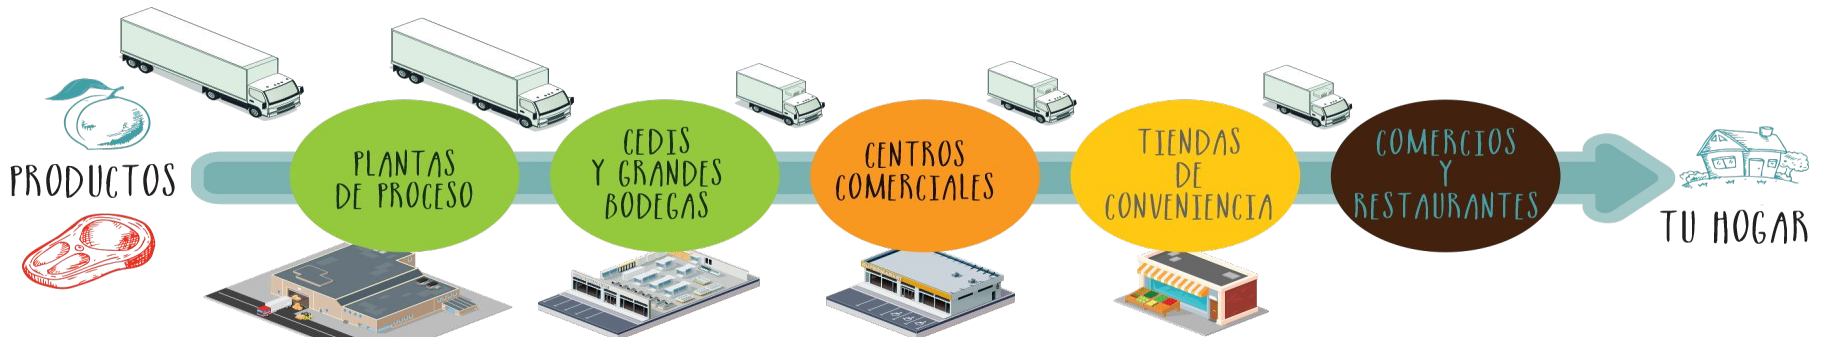 PRODUCTOS
PLANTAS
DE PROCESO
CEDIS
Y GRANDES
BODEGAS
CENTROS
COMERCIALES
TIENDAS
DE
CONVENIENCIA
COMERCIOS
Y
RESTAURANTES
TU HOGAR